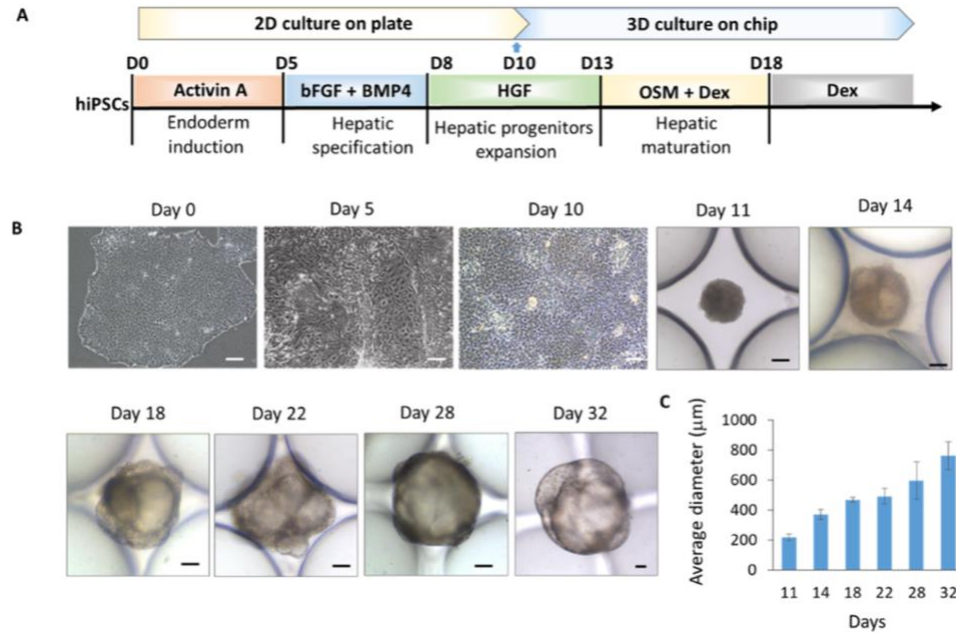 A
2D culture on plate 3D culture on chip
D0 D5 D8 D10 D13 D18
hiPSCs Activin A bFGF + BMP4 HGF OSM + Dex Dex
Endoderm Hepatic Hepatic progenitors Hepatic
induction specification expansion maturation
B
Day 0 Day 5 Day 10 Day 11 Day 14
Day 18 Day 22 Day 28 Day 32
C
Average diameter (μm)
1000
800
600
400
200
0
11 14 18 22 28 32
Days